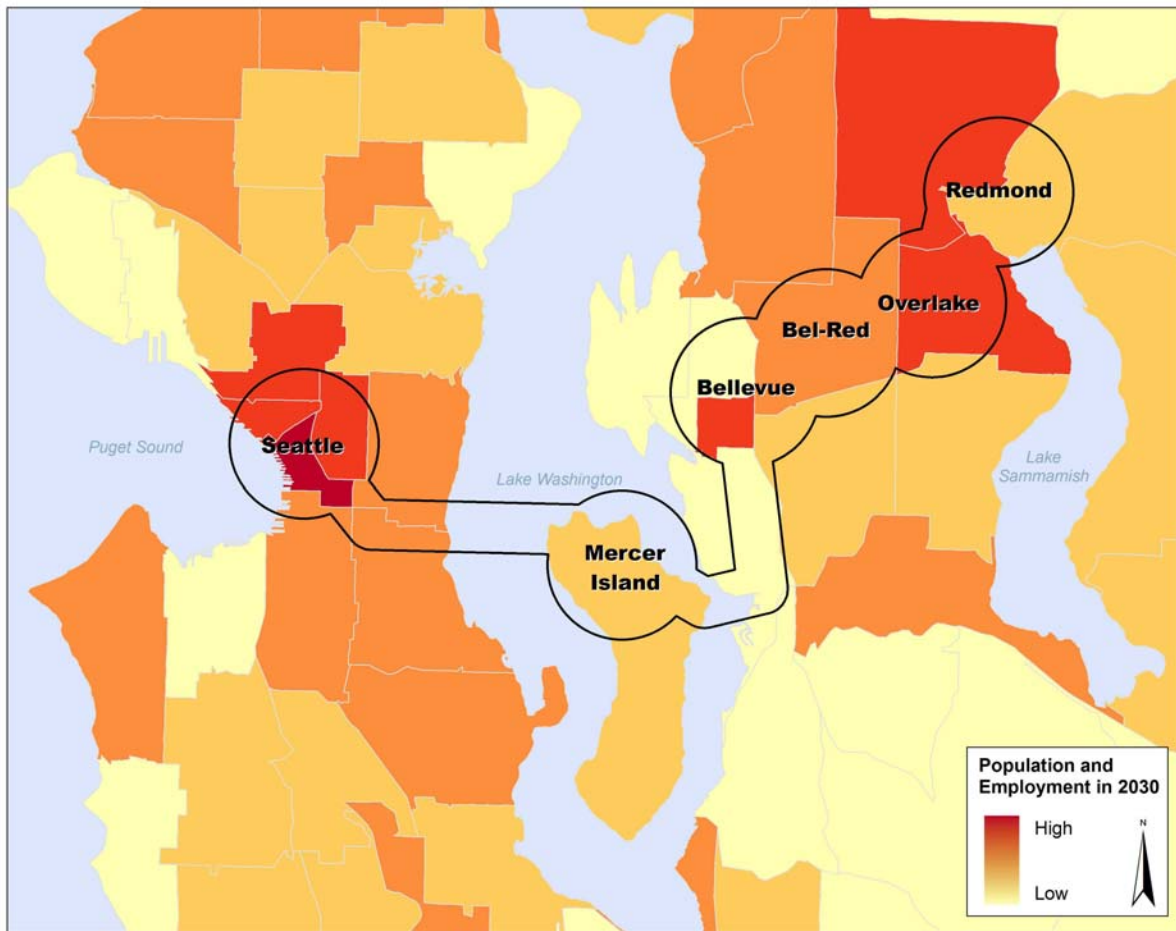 Redmond
Overlake
Bel-Red
Bellevue
Puget Sound
Seattle
Lake Washington
Lake
Sammamish
Mercer
Island
Population and
Employment in 2030
High
Low
N